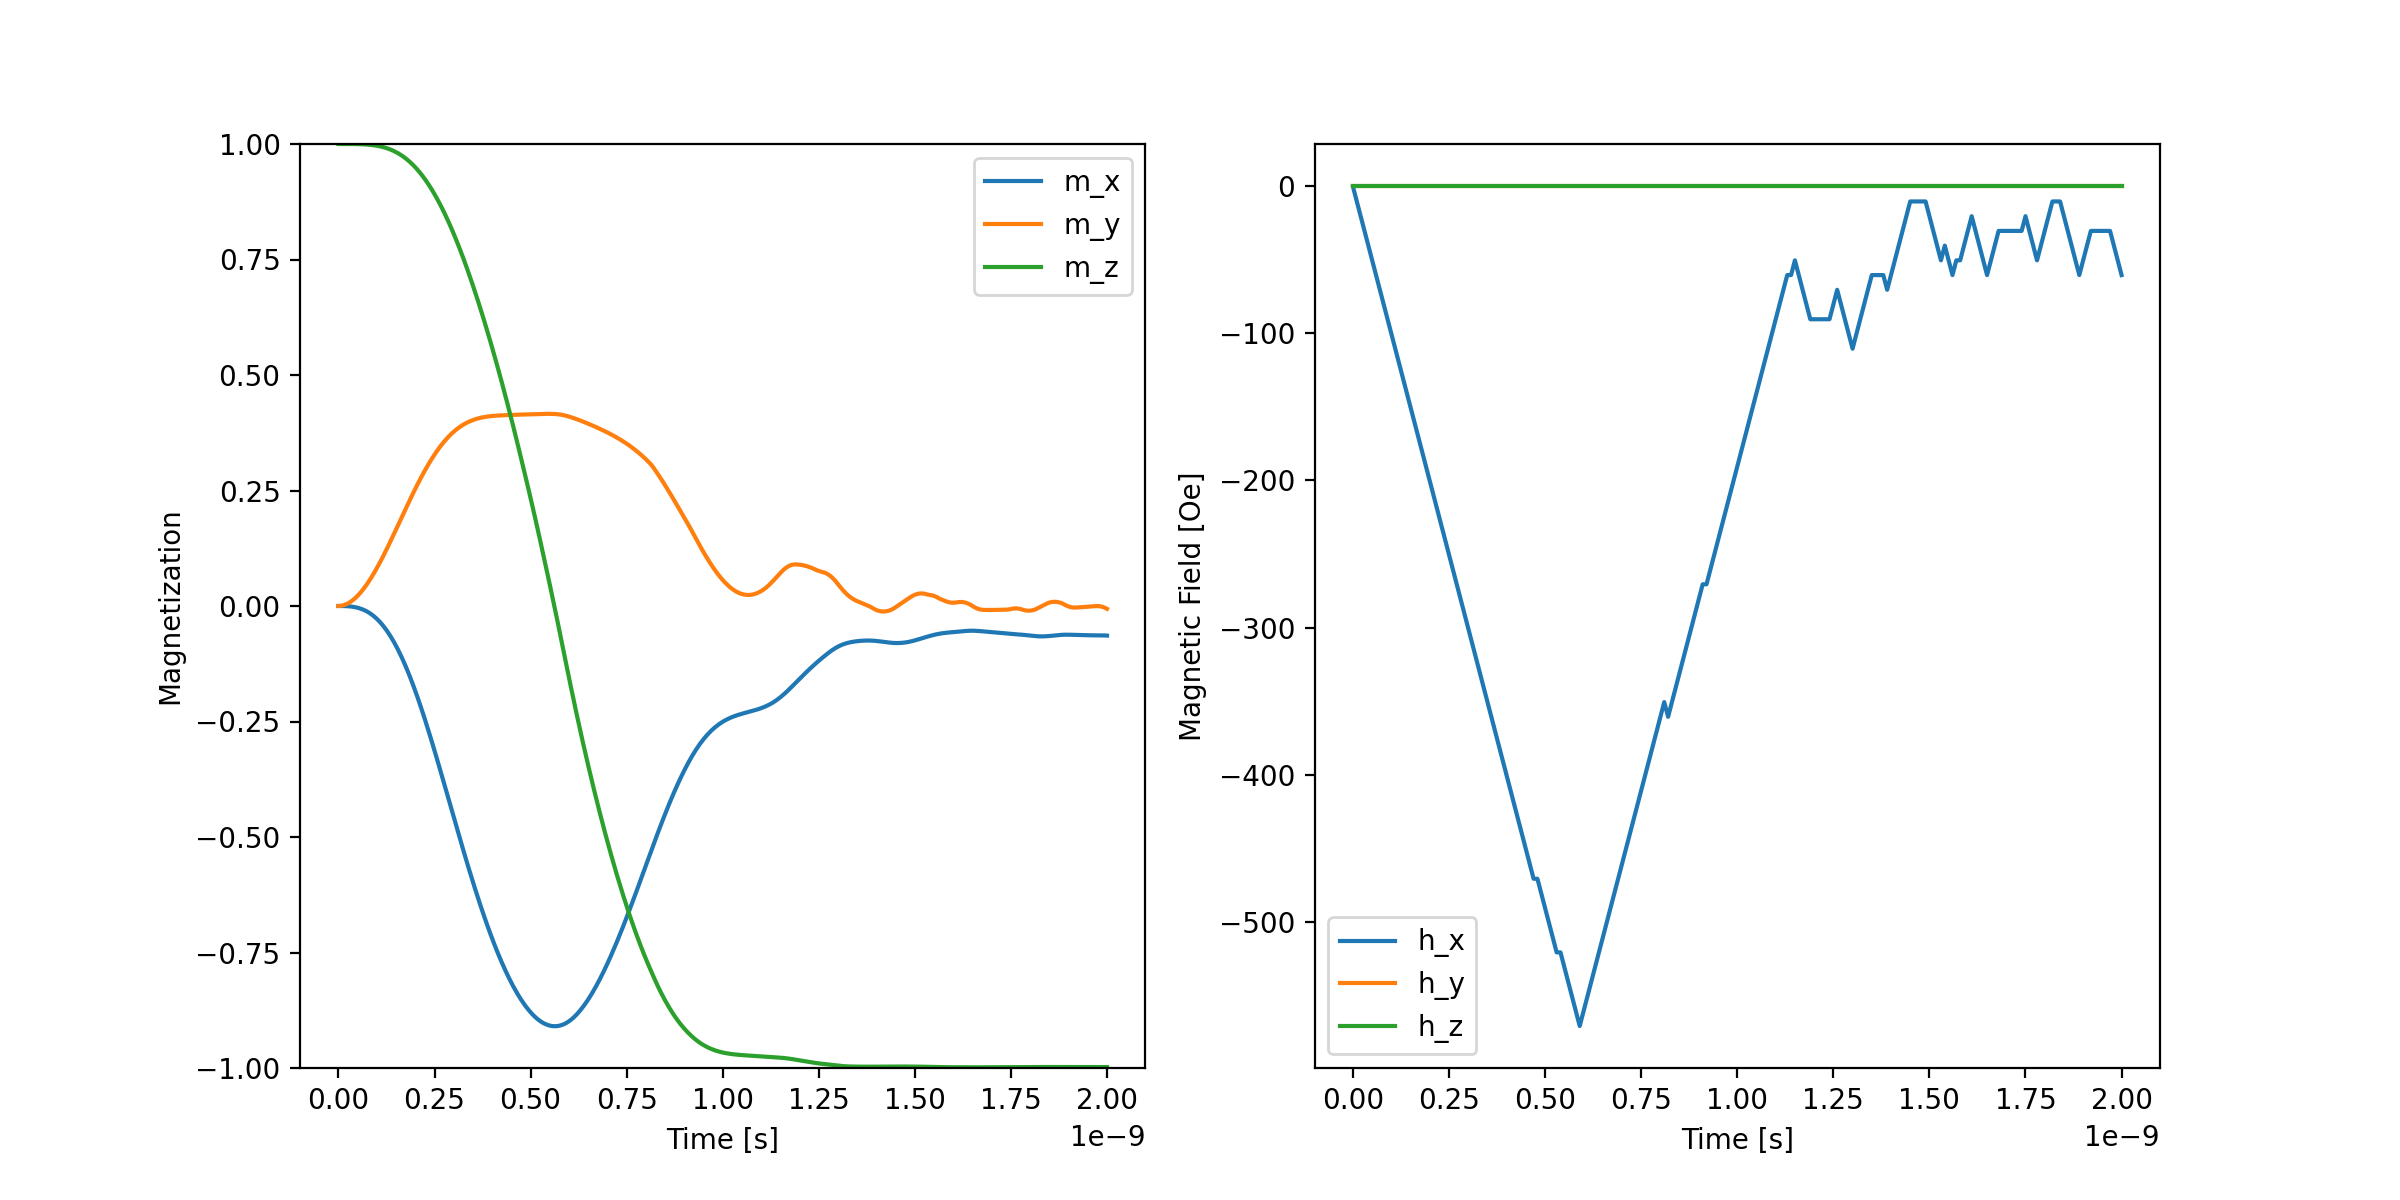 1.00
0.75
0.50
0.25
0.00
−0.25
−0.50
−0.75
−1.00
Magnetization
m_x
m_y
m_z
0.00 0.25 0.50 0.75 1.00 1.25 1.50 1.75 2.00
Time [s]
1e−9
0
−100
−200
−300
−400
−500
Magnetic Field [Oe]
h_x
h_y
h_z
0.00 0.25 0.50 0.75 1.00 1.25 1.50 1.75 2.00
Time [s]
1e−9